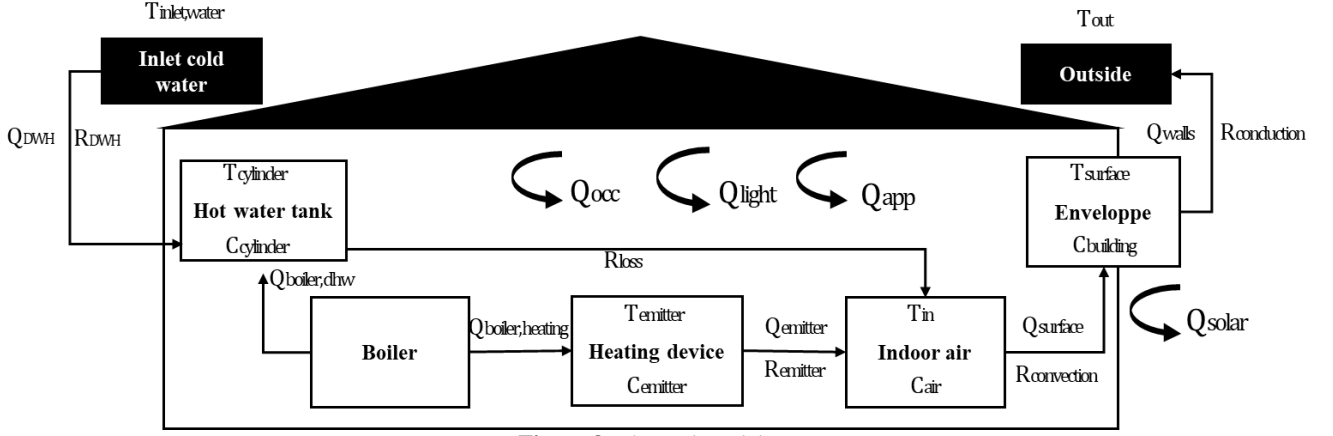 Tinlet,water
Inlet cold
water
Tout
Outside
QDWH
RDWH
Qwalls
Rconduction
Tcylinder
Hot water tank
Ccylinder
Qocc
Qlight
Qapp
Tsurface
Enveloppe
Cbuilding
Rloss
Qboiler,dhw
Boiler
Qboiler,heating
Temitter
Heating device
Cemitter
Qemitter
Remitter
Tin
Indoor air
Cair
Qsurface
Rconvection
Qsolar